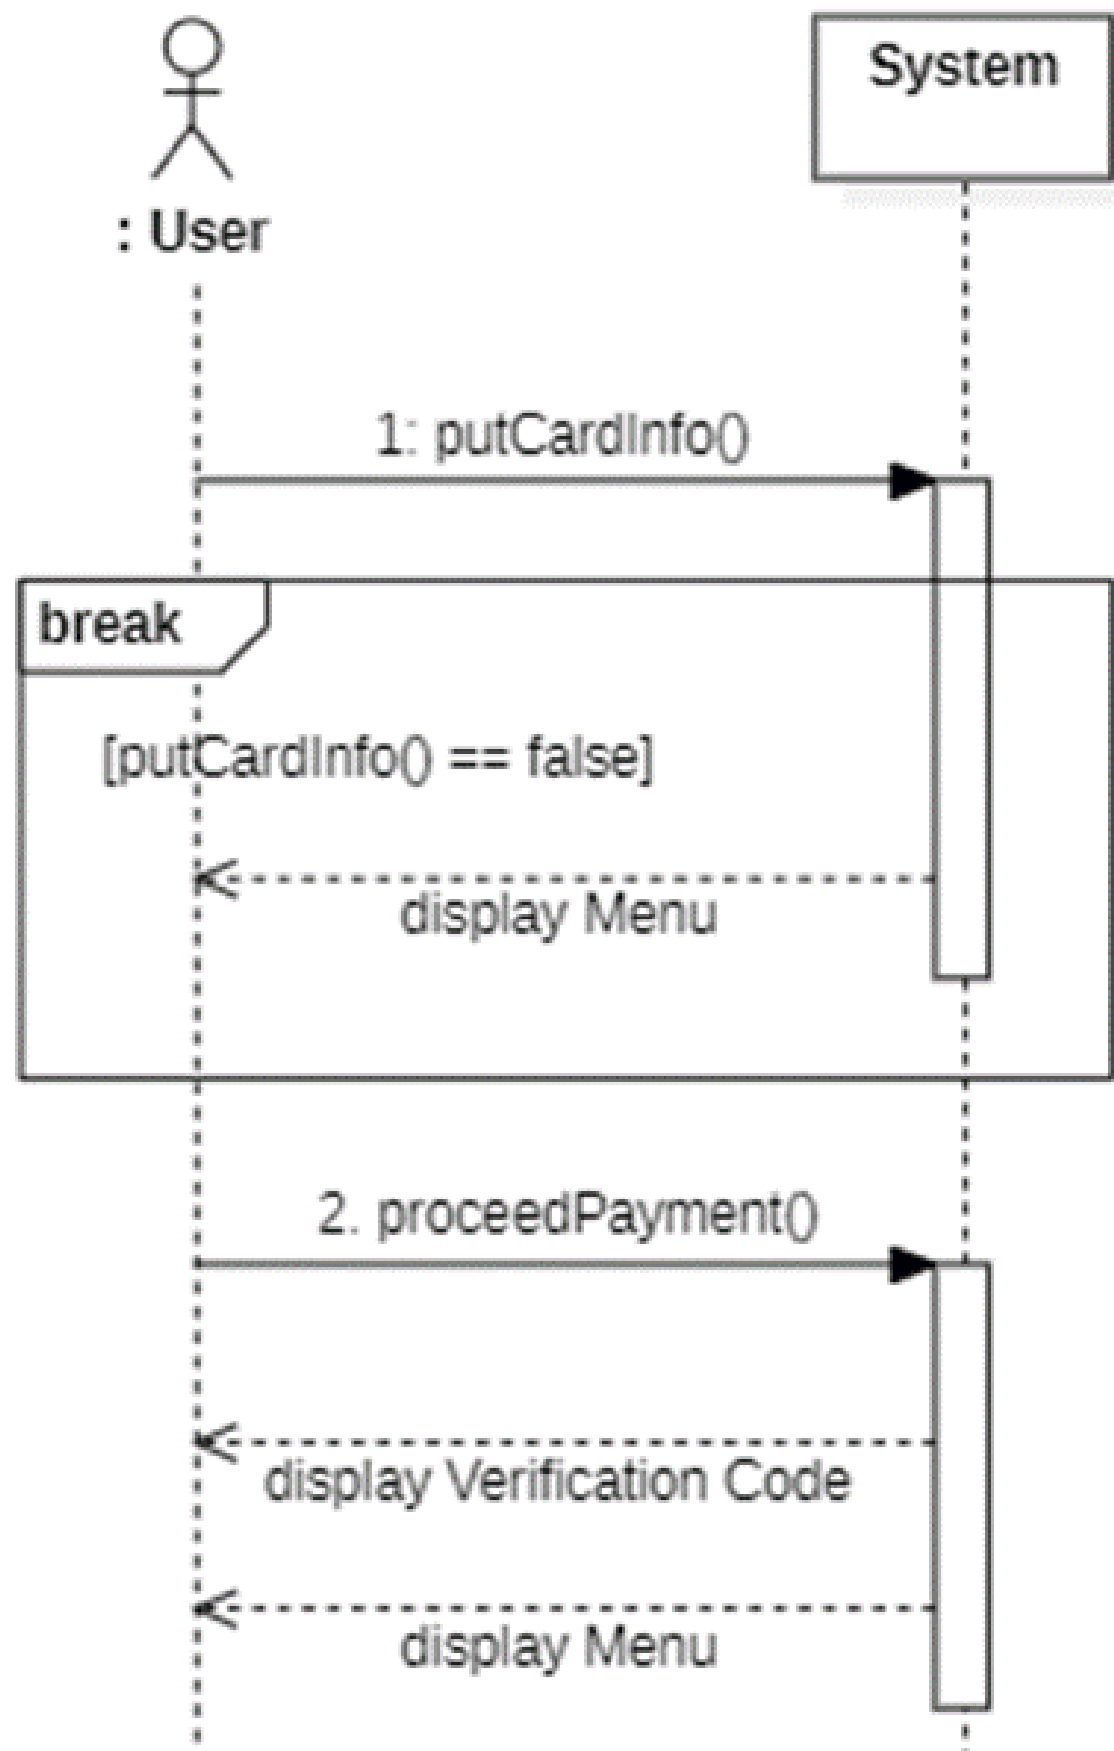 : User
System
1: putCardInfo()
break
[putCardInfo() == false]
display Menu
2. proceedPayment()
display Verification Code
display Menu